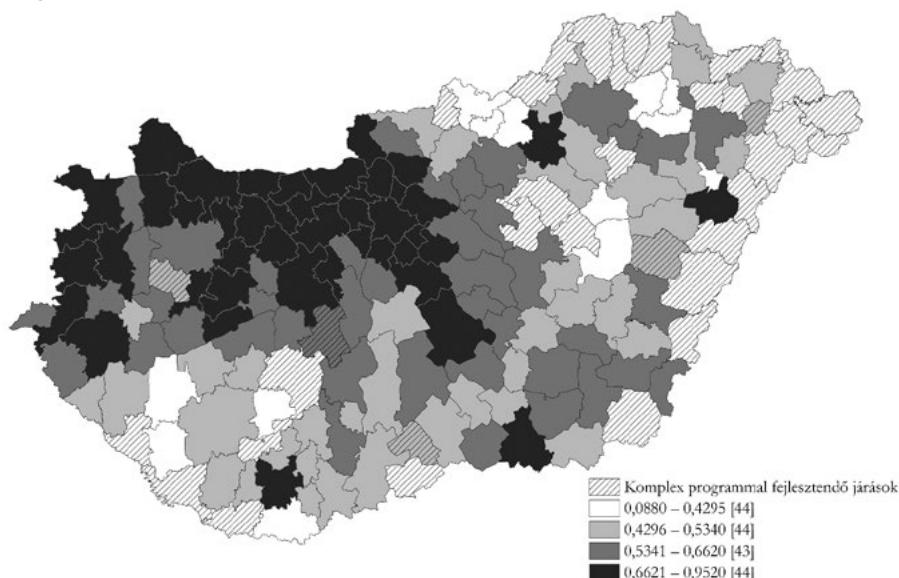 Komplex programmal fejlesztendő járások
0,0880 – 0,4295 [44]
0,4296 – 0,5340 [44]
0,5341 – 0,6620 [43]
0,6621 – 0,9520 [44]